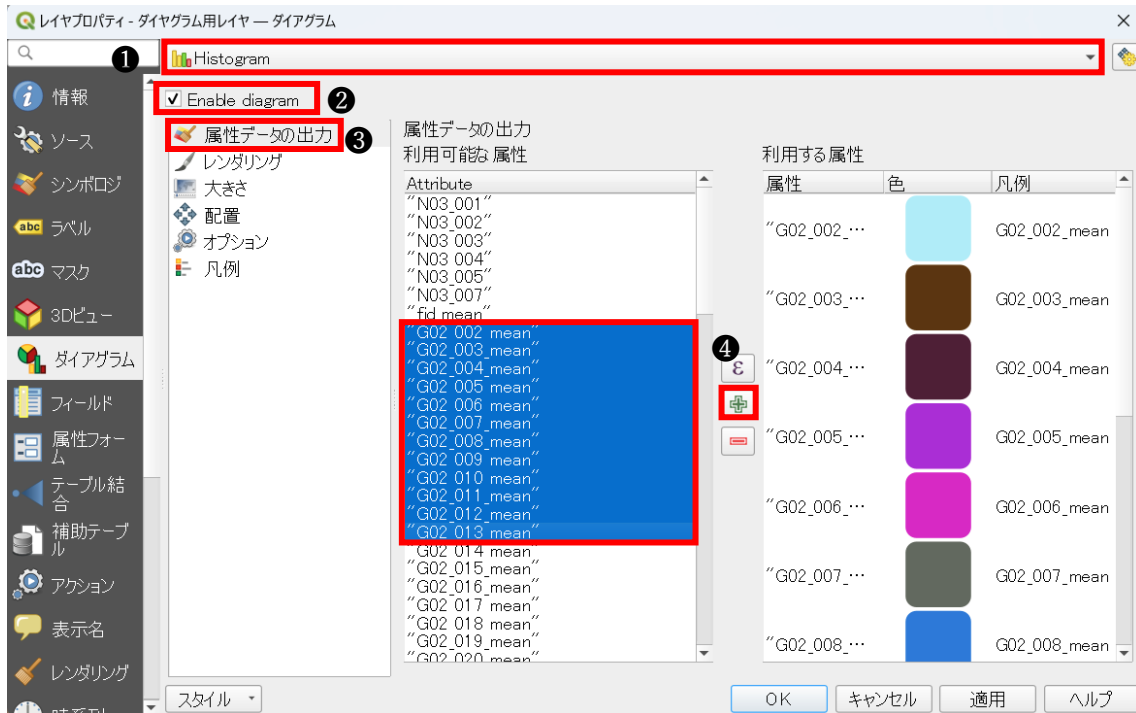 レイヤプロパティ - ダイヤグラム用レイヤ — ダイアグラム
❶
Histogram
情報
ソース
シンボロジ
ラベル
マスク
3Dビュー
ダイアグラム
フィールド
属性フォー
ム
テーブル結
合
補助テーブ
ル
アクション
表示名
レンダリング
Enable diagram
❷
属性データの出力
❸
レンダリング
大きさ
配置
オプション
凡例
属性データの出力
利用可能な属性
Attribute
"N03_001"
"N03_002"
"N03_003"
"N03_004"
"N03_005"
"N03_007"
"fid_mean"
"G02_002_mean"
"G02_003_mean"
"G02_004_mean"
"G02_005_mean"
"G02_006_mean"
"G02_007_mean"
"G02_008_mean"
"G02_009_mean"
"G02_010_mean"
"G02_011_mean"
"G02_012_mean"
"G02_013_mean"
"G02_014_mean"
"G02_015_mean"
"G02_016_mean"
"G02_017_mean"
"G02_018_mean"
"G02_019_mean"
"G02_020_mean"
❹
ε
利用する属性
属性 色 凡例
"G02_002_… G02_002_mean
"G02_003_… G02_003_mean
"G02_004_… G02_004_mean
"G02_005_… G02_005_mean
"G02_006_… G02_006_mean
"G02_007_… G02_007_mean
"G02_008_… G02_008_mean
スタイル
OK
キャンセル
適用
ヘルプ